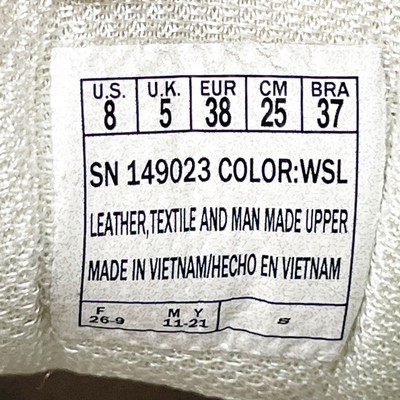 U.S. U.K. EUR CM BRA
8 5 38 25 37
SN 149023 COLOR:WSL
LEATHER,TEXTILE AND MAN MADE UPPER
MADE IN VIETNAM/HECHO EN VIETNAM
F M Y
26-9 11-21 S